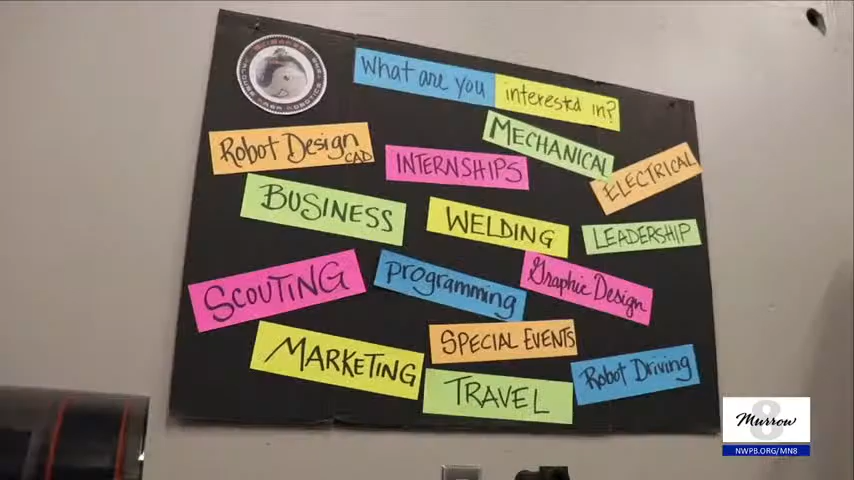 What are you interested in?
MECHANICAL
Robot Design CAD
INTERNSHIPS
ELECTRICAL
BUSINESS
WELDING
LEADERSHIP
SCOUTING
programming
Graphic Design
MARKETING
SPECIAL EVENTS
TRAVEL
Robot Driving
8
Murrow
NWPB.ORG/MN8